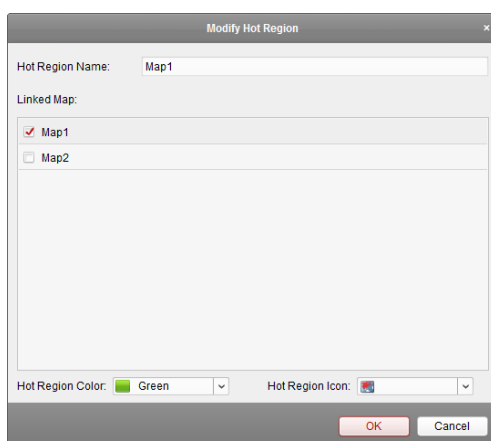 Modify Hot Region ×
Hot Region Name: Map1
Linked Map:
Map1
Map2
Hot Region Color: Green Hot Region Icon:
OK Cancel